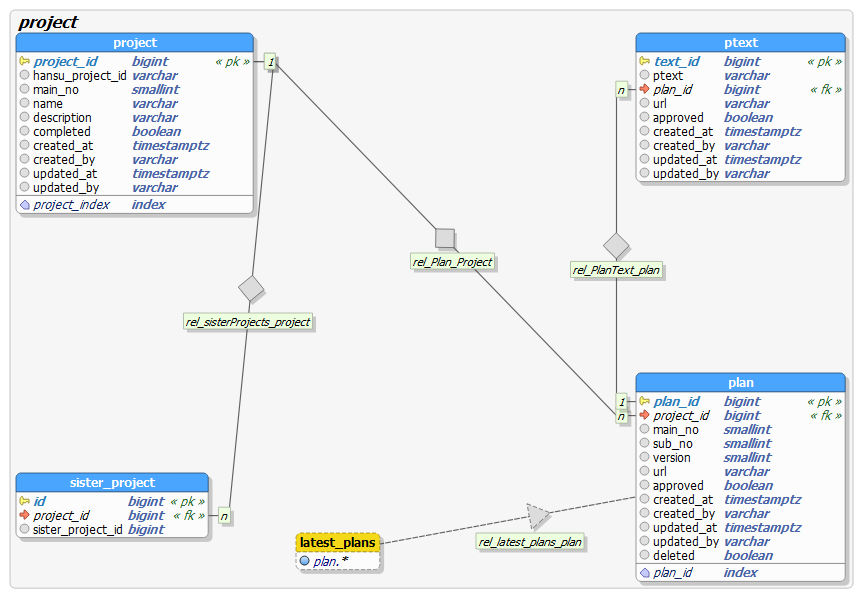 project
project
project_id bigint « pk »
hansu_project_id varchar
main_no smallint
name varchar
description varchar
completed boolean
created_at timestamptz
created_by varchar
updated_at timestamptz
updated_by varchar
project_index index
1
ptext
text_id bigint « pk »
ptext varchar
n
plan_id bigint « fk »
url varchar
approved boolean
created_at timestamptz
created_by varchar
updated_at timestamptz
updated_by varchar
rel_Plan_Project
rel_PlanText_plan
rel_sisterProjects_project
plan
1
plan_id bigint « pk »
n
project_id bigint « fk »
main_no smallint
sub_no smallint
version smallint
url varchar
approved boolean
created_at timestamptz
created_by varchar
updated_at timestamptz
updated_by varchar
deleted boolean
plan_id index
sister_project
id bigint « pk »
project_id bigint « fk »
n
sister_project_id bigint
latest_plans
plan.*
rel_latest_plans_plan